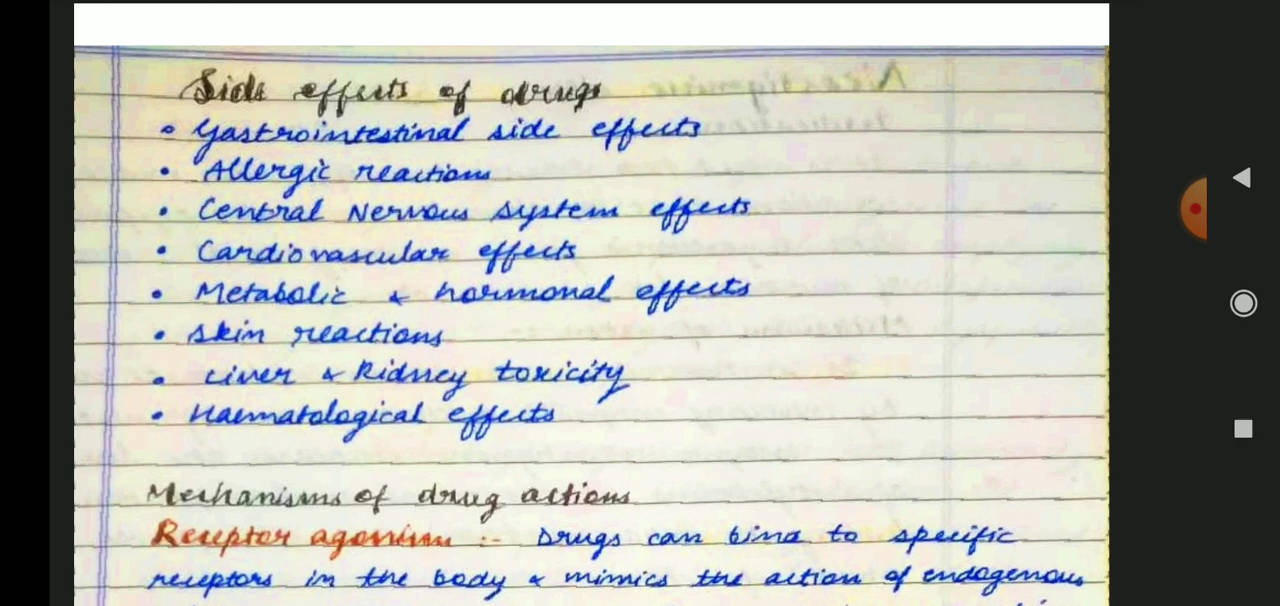 Side effects of drugs
• Gastrointestinal side effects
• Allergic reactions
• Central Nervous system effects
• Cardiovascular effects
• Metabolic & hormonal effects
• Skin reactions
• Liver & Kidney toxicity
• Haematological effects
Mechanisms of drug actions
Receptor agonism :- Drugs can bind to specific
receptors in the body & mimics the action of endogenous